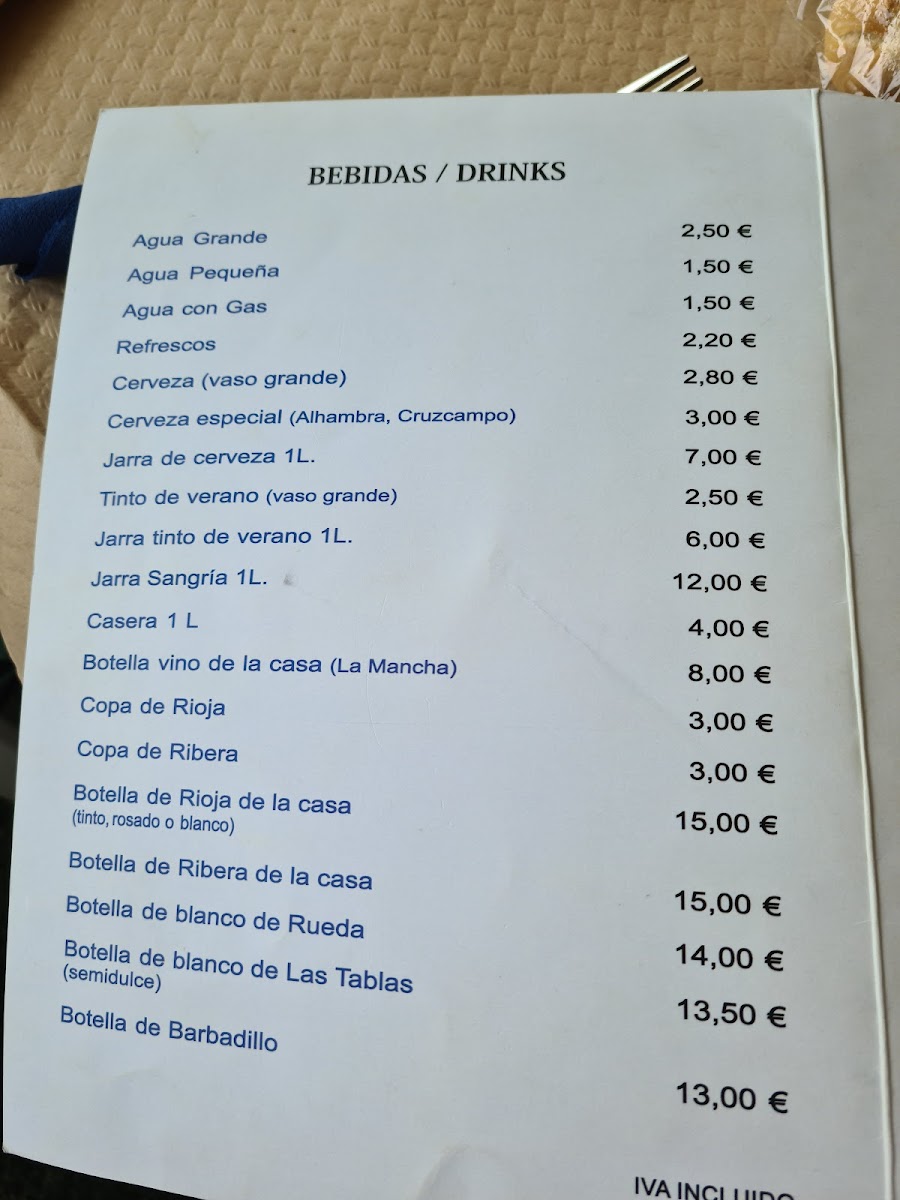 BEBIDAS / DRINKS
Agua Grande 2,50 €
Agua Pequeña 1,50 €
Agua con Gas 1,50 €
Refrescos 2,20 €
Cerveza (vaso grande) 2,80 €
Cerveza especial (Alhambra, Cruzcampo) 3,00 €
Jarra de cerveza 1L. 7,00 €
Tinto de verano (vaso grande) 2,50 €
Jarra tinto de verano 1L. 6,00 €
Jarra Sangría 1L. 12,00 €
Casera 1 L 4,00 €
Botella vino de la casa (La Mancha) 8,00 €
Copa de Rioja 3,00 €
Copa de Ribera 3,00 €
Botella de Rioja de la casa 15,00 €
(tinto, rosado o blanco)
Botella de Ribera de la casa 15,00 €
Botella de blanco de Rueda 14,00 €
Botella de blanco de Las Tablas 13,50 €
(semidulce)
Botella de Barbadillo 13,00 €
IVA INCLUIDO